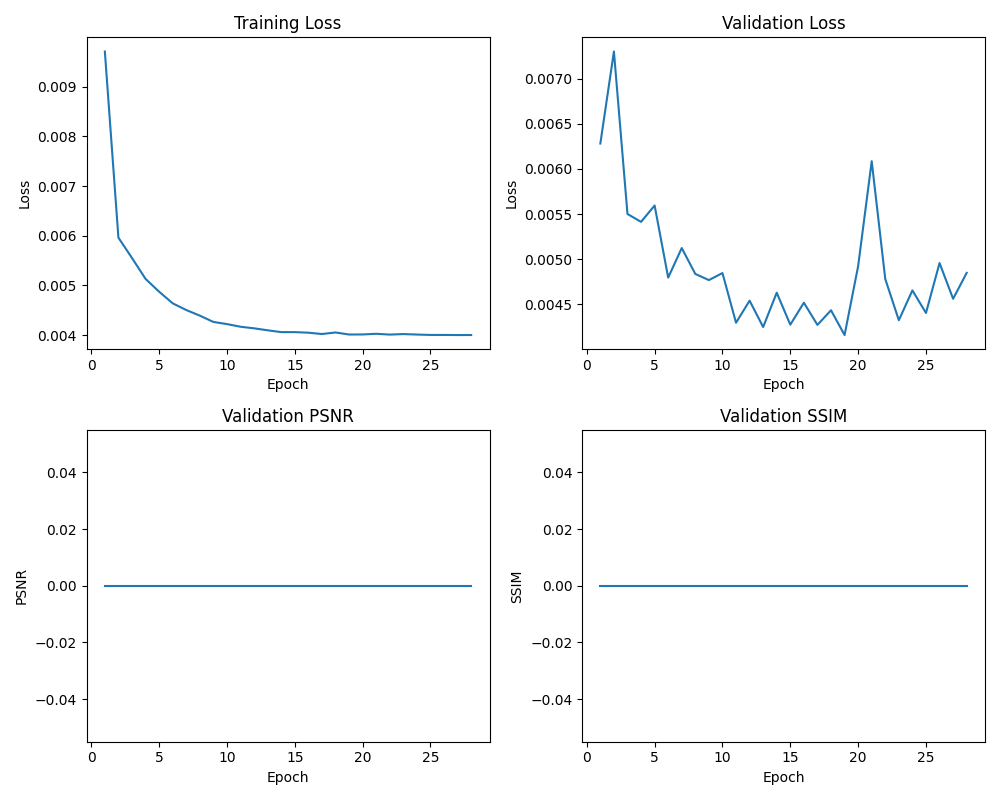 Training Loss
Loss
0.009
0.008
0.007
0.006
0.005
0.004
0 5 10 15 20 25
Epoch
Validation Loss
Loss
0.0070
0.0065
0.0060
0.0055
0.0050
0.0045
0 5 10 15 20 25
Epoch
Validation PSNR
PSNR
0.04
0.02
0.00
−0.02
−0.04
0 5 10 15 20 25
Epoch
Validation SSIM
SSIM
0.04
0.02
0.00
−0.02
−0.04
0 5 10 15 20 25
Epoch